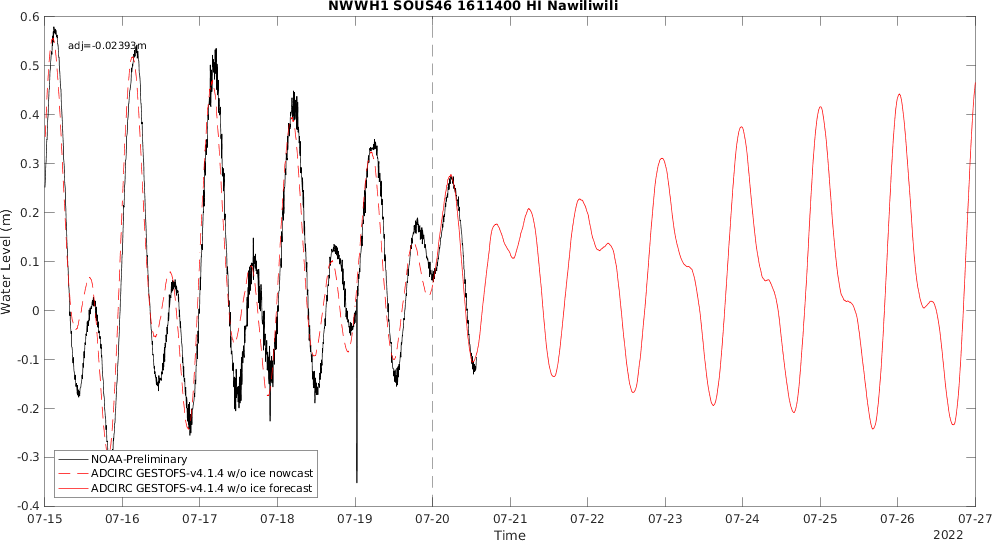 NWWH1 SOUS46 1611400 HI Nawiliwili
adj=-0.02393m
Water Level (m)
0.6
0.5
0.4
0.3
0.2
0.1
0
-0.1
-0.2
-0.3
-0.4
NOAA-Preliminary
ADCIRC GESTOFS-v4.1.4 w/o ice nowcast
ADCIRC GESTOFS-v4.1.4 w/o ice forecast
07-15 07-16 07-17 07-18 07-19 07-20 07-21 07-22 07-23 07-24 07-25 07-26 07-27
Time
2022